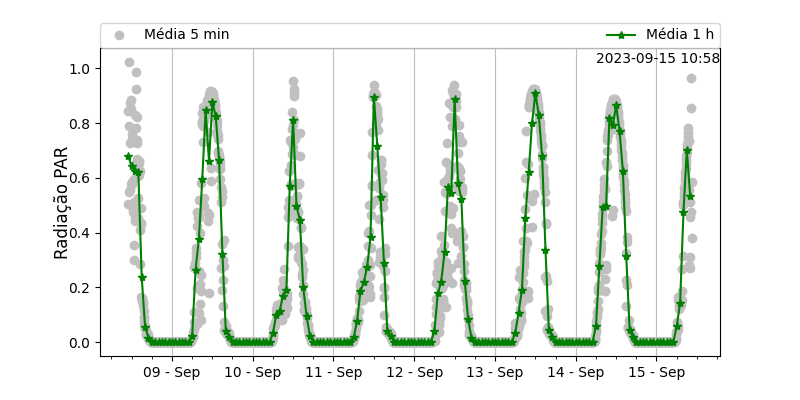 Média 5 min
Média 1 h
2023-09-15 10:58
Radiação PAR
1.0
0.8
0.6
0.4
0.2
0.0
09 - Sep
10 - Sep
11 - Sep
12 - Sep
13 - Sep
14 - Sep
15 - Sep